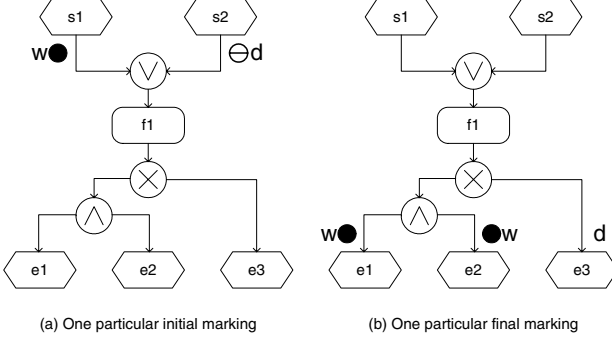 s1 s2 s1 s2
w d
∨ ∨
f1 f1
× ×
∧ ∧ w w d
e1 e2 e3 e1 e2 e3
(a) One particular initial marking (b) One particular final marking